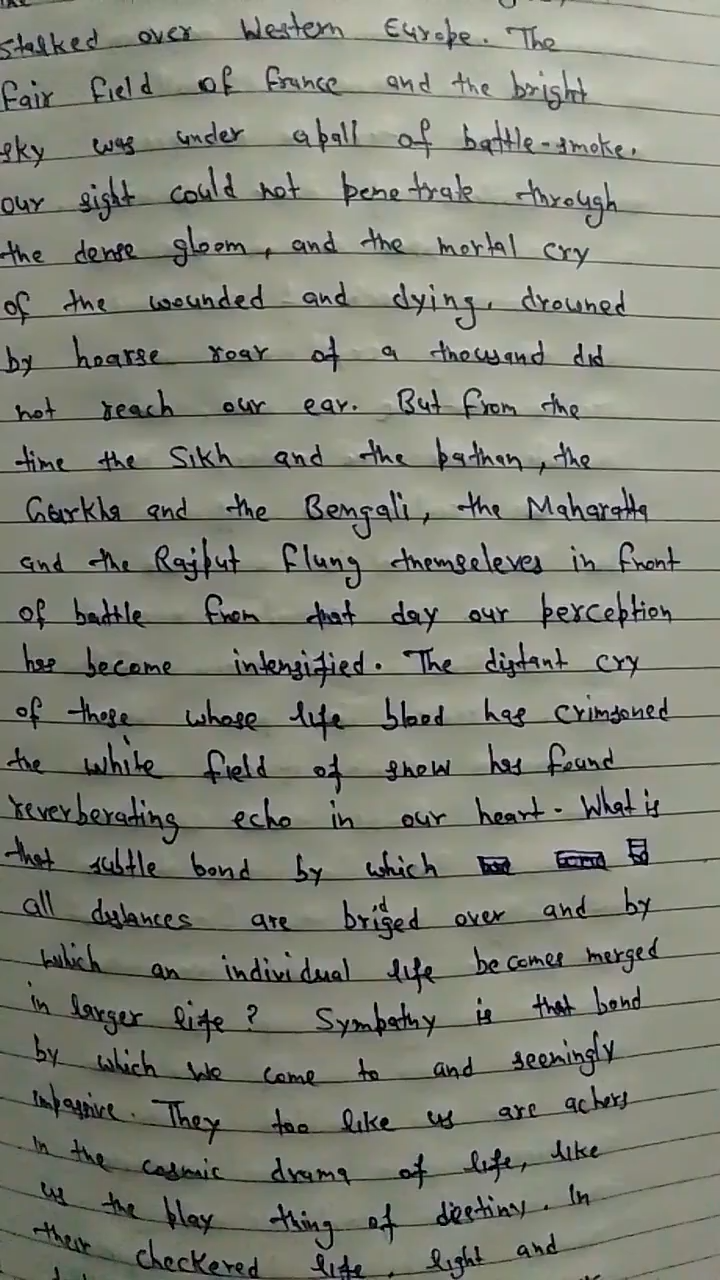 stalked over Western Europe. The
fair field of france and the bright
sky was under a pall of battle-smoke.
our sight could not penetrate through
the dense gloom, and the mortal cry
of the wounded and dying, drowned
by hoarse roar of a thousand did
not reach our ear. But from the
time the Sikh and the pathan, the
Gurkha and the Bengali, the Maharatta
and the Rajput flung themseleves in front
of battle from that day our perception
has become intensified. The distant cry
of those whose life blood has crimsoned
the white field of snow has found
reverberating echo in our heart. What is
that subtle bond by which
all distances are bridged over and by
which an individual life becomes merged
in larger life? Sympathy is that bond
by which we come to and seeningly
impassive. They too like us are acters
in the cosmic drama of life, like
us the play thing of destiny. In
their checkered life, light and